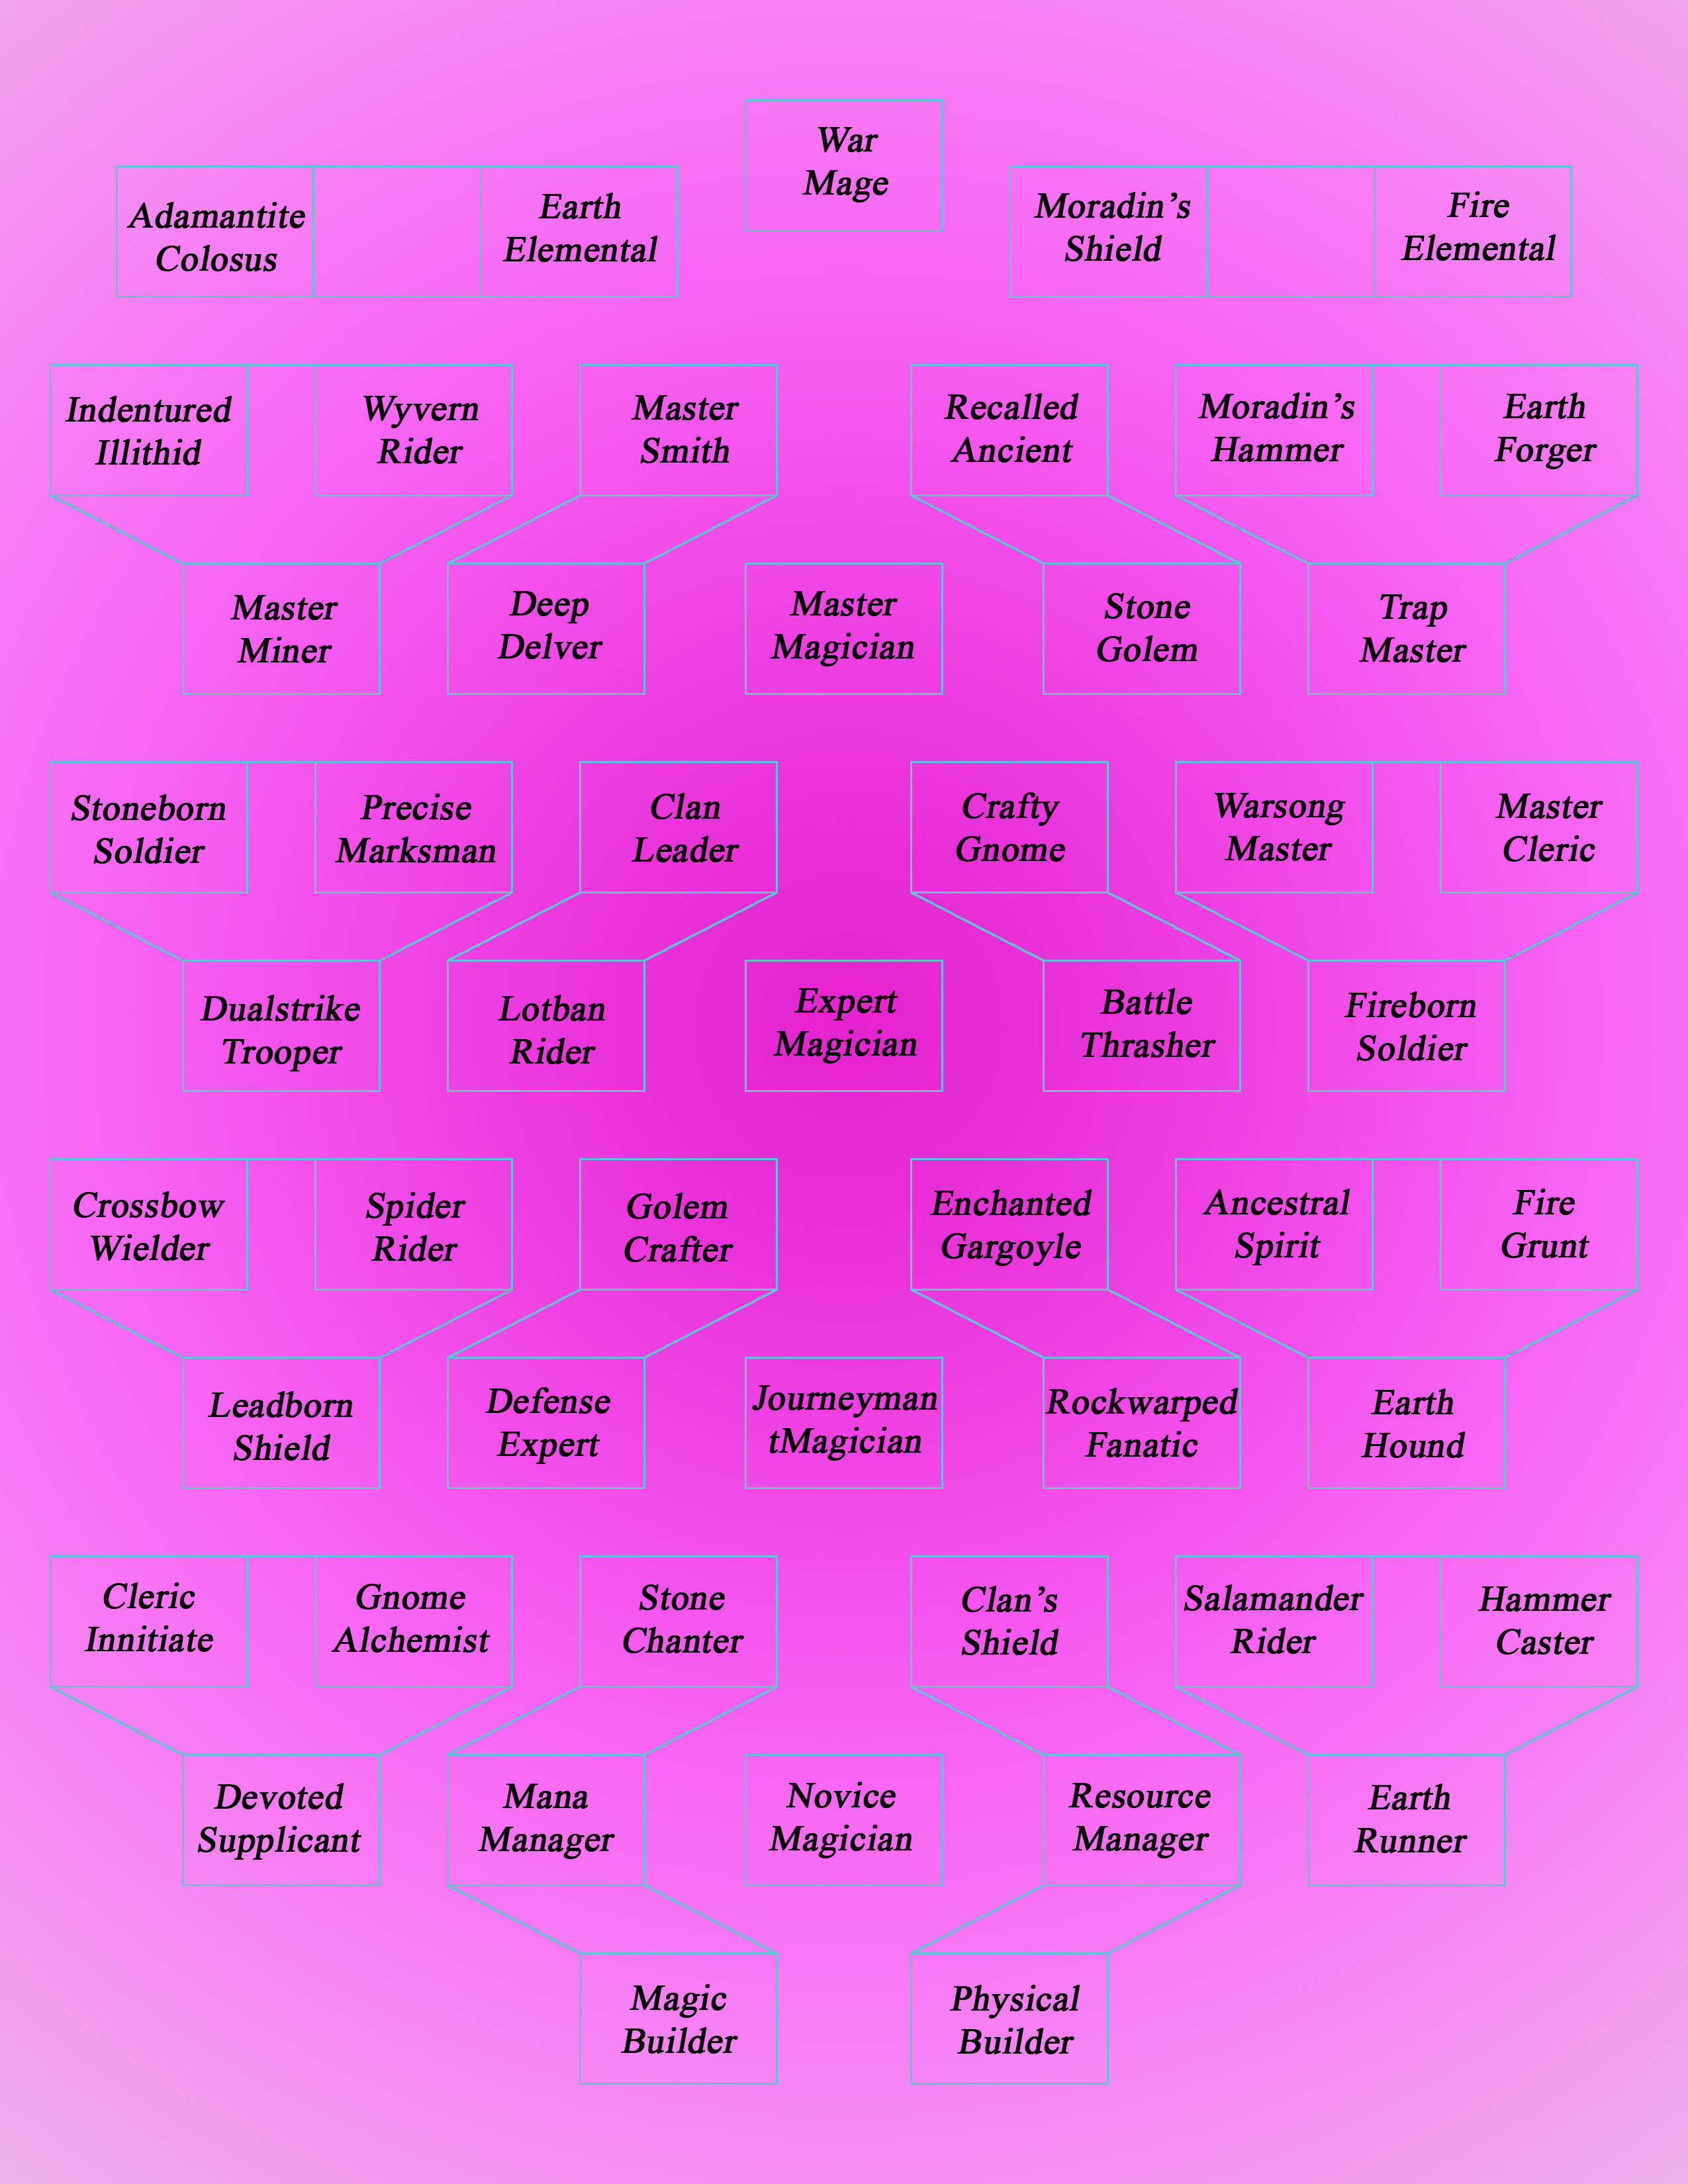 War
Mage
Adamantite
Colosus
Earth
Elemental
Moradin’s
Shield
Fire
Elemental
Indentured
Illithid
Wyvern
Rider
Master
Smith
Recalled
Ancient
Moradin’s
Hammer
Earth
Forger
Master
Miner
Deep
Delver
Master
Magician
Stone
Golem
Trap
Master
Stoneborn
Soldier
Precise
Marksman
Clan
Leader
Crafty
Gnome
Warsong
Master
Master
Cleric
Dualstrike
Trooper
Lotban
Rider
Expert
Magician
Battle
Thrasher
Fireborn
Soldier
Crossbow
Wielder
Spider
Rider
Golem
Crafter
Enchanted
Gargoyle
Ancestral
Spirit
Fire
Grunt
Leadborn
Shield
Defense
Expert
Journeyman
tMagician
Rockwarped
Fanatic
Earth
Hound
Cleric
Innitiate
Gnome
Alchemist
Stone
Chanter
Clan’s
Shield
Salamander
Rider
Hammer
Caster
Devoted
Supplicant
Mana
Manager
Novice
Magician
Resource
Manager
Earth
Runner
Magic
Builder
Physical
Builder